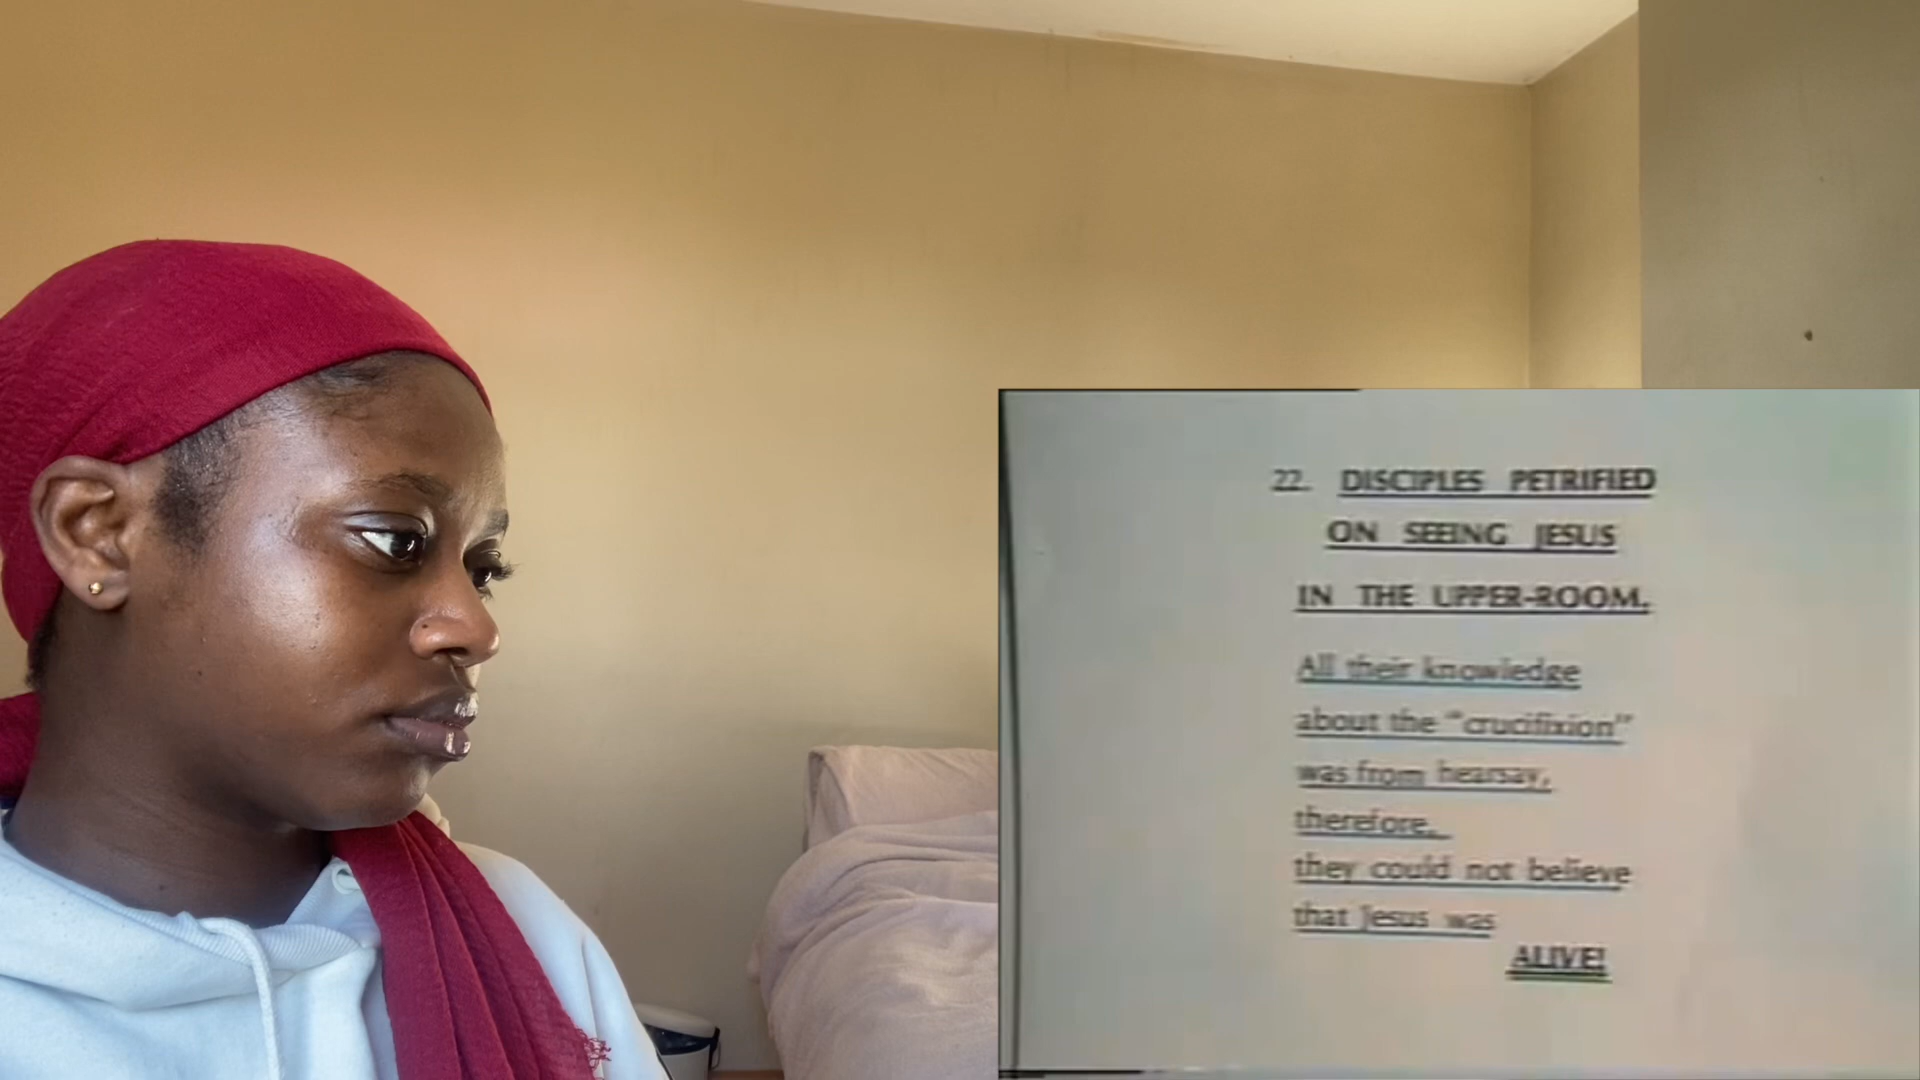 22. DISCIPLES PETRIFIED
ON SEEING JESUS
IN THE UPPER-ROOM.
All their knowledge
about the "crucifixion"
was from hearsay,
therefore,
they could not believe
that Jesus was
ALIVE!